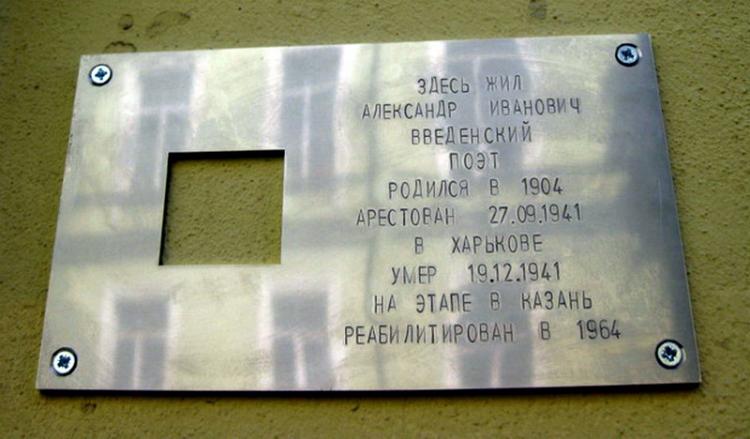 ЗДЕСЬ ЖИЛ
АЛЕКСАНДР ИВАНОВИЧ
ВВЕДЕНСКИЙ
ПОЭТ
РОДИЛСЯ В 1904
АРЕСТОВАН 27.09.1941
В ХАРЬКОВЕ
УМЕР 19.12.1941
НА ЭТАПЕ В КАЗАНЬ
РЕАБИЛИТИРОВАН В 1964